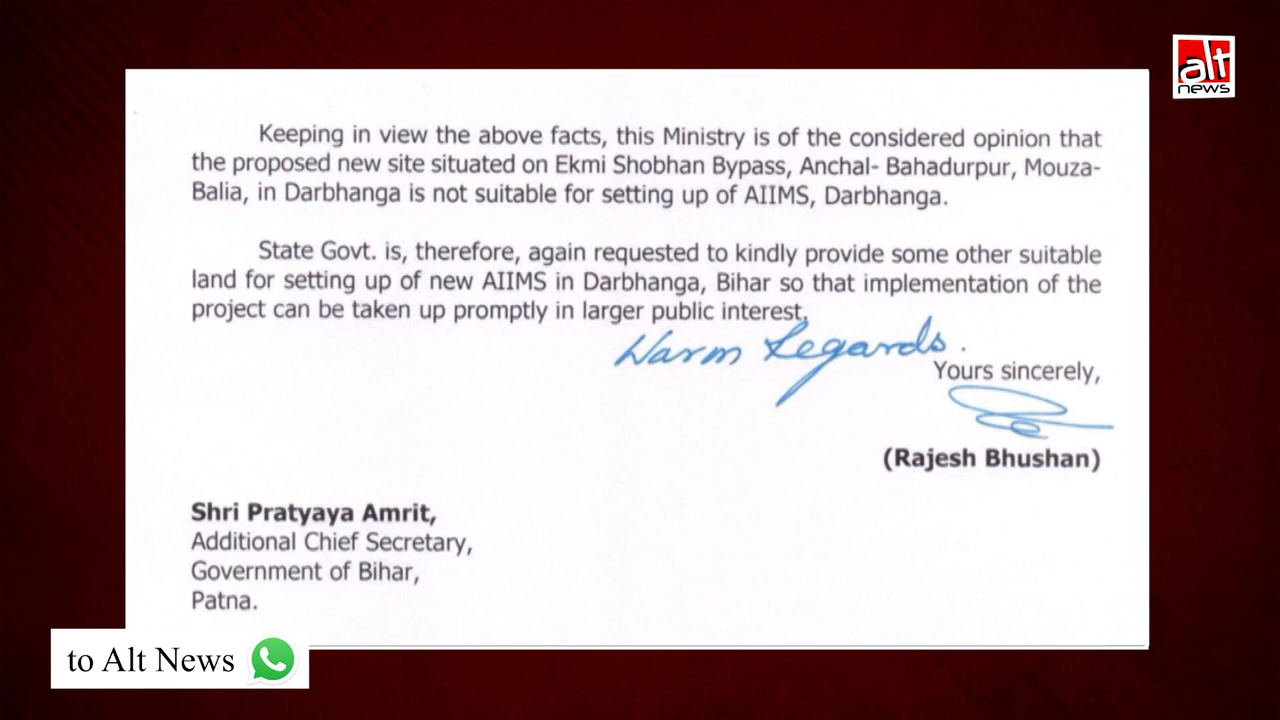 alt
news
Keeping in view the above facts, this Ministry is of the considered opinion that
the proposed new site situated on Ekmi Shobhan Bypass, Anchal- Bahadurpur, Mouza-
Balia, in Darbhanga is not suitable for setting up of AIIMS, Darbhanga.
State Govt. is, therefore, again requested to kindly provide some other suitable
land for setting up of new AIIMS in Darbhanga, Bihar so that implementation of the
project can be taken up promptly in larger public interest.
Warm Regards.
Yours sincerely,
(Rajesh Bhushan)
Shri Pratyaya Amrit,
Additional Chief Secretary,
Government of Bihar,
Patna.
to Alt News